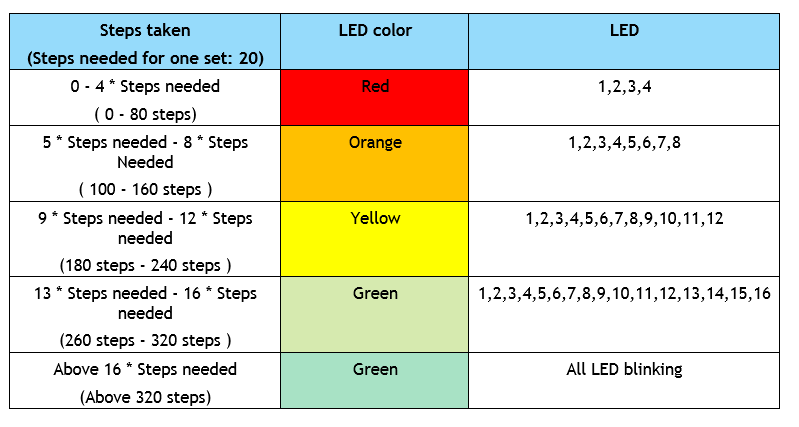 Steps taken
(Steps needed for one set: 20)
LED color
LED
0 - 4 * Steps needed
( 0 - 80 steps)
Red
1,2,3,4
5 * Steps needed - 8 * Steps
Needed
( 100 - 160 steps )
Orange
1,2,3,4,5,6,7,8
9 * Steps needed - 12 * Steps
needed
(180 steps - 240 steps )
Yellow
1,2,3,4,5,6,7,8,9,10,11,12
13 * Steps needed - 16 * Steps
needed
(260 steps - 320 steps )
Green
1,2,3,4,5,6,7,8,9,10,11,12,13,14,15,16
Above 16 * Steps needed
(Above 320 steps)
Green
All LED blinking